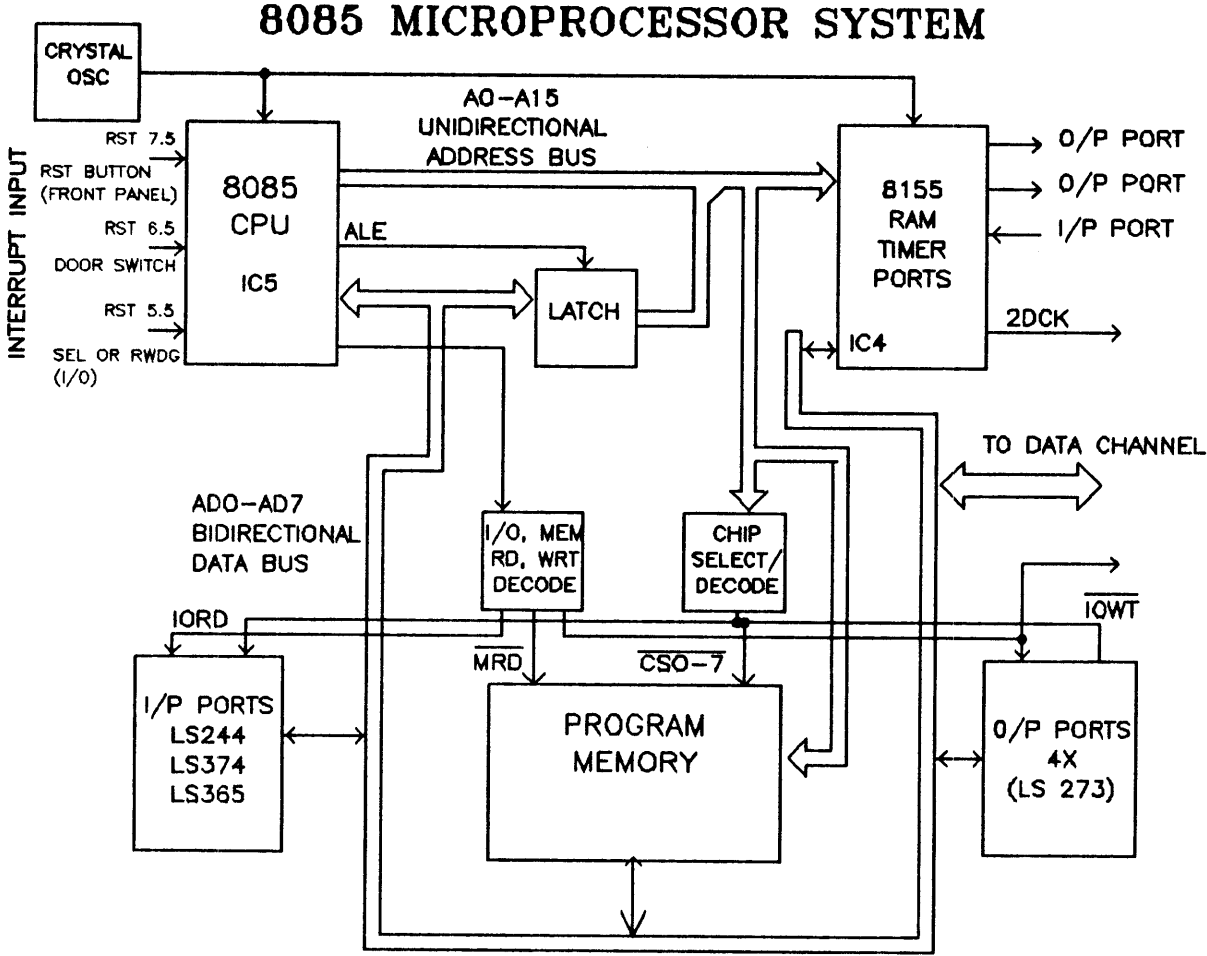 8085 MICROPROCESSOR SYSTEM
CRYSTAL
OSC
INTERRUPT INPUT
RST 7.5
RST BUTTON
(FRONT PANEL)
RST 6.5
DOOR SWITCH
RST 5.5
SEL OR RWDG
(I/O)
8085
CPU
IC5
A0-A15
UNIDIRECTIONAL
ADDRESS BUS
ALE
LATCH
8155
RAM
TIMER
PORTS
IC4
O/P PORT
O/P PORT
I/P PORT
2DCK
TO DATA CHANNEL
AD0-AD7
BIDIRECTIONAL
DATA BUS
I/O, MEM
RD, WRT
DECODE
CHIP
SELECT/
DECODE
IORD
MRD
CS0-7
IOWT
I/P PORTS
LS244
LS374
LS365
PROGRAM
MEMORY
O/P PORTS
4X
(LS 273)